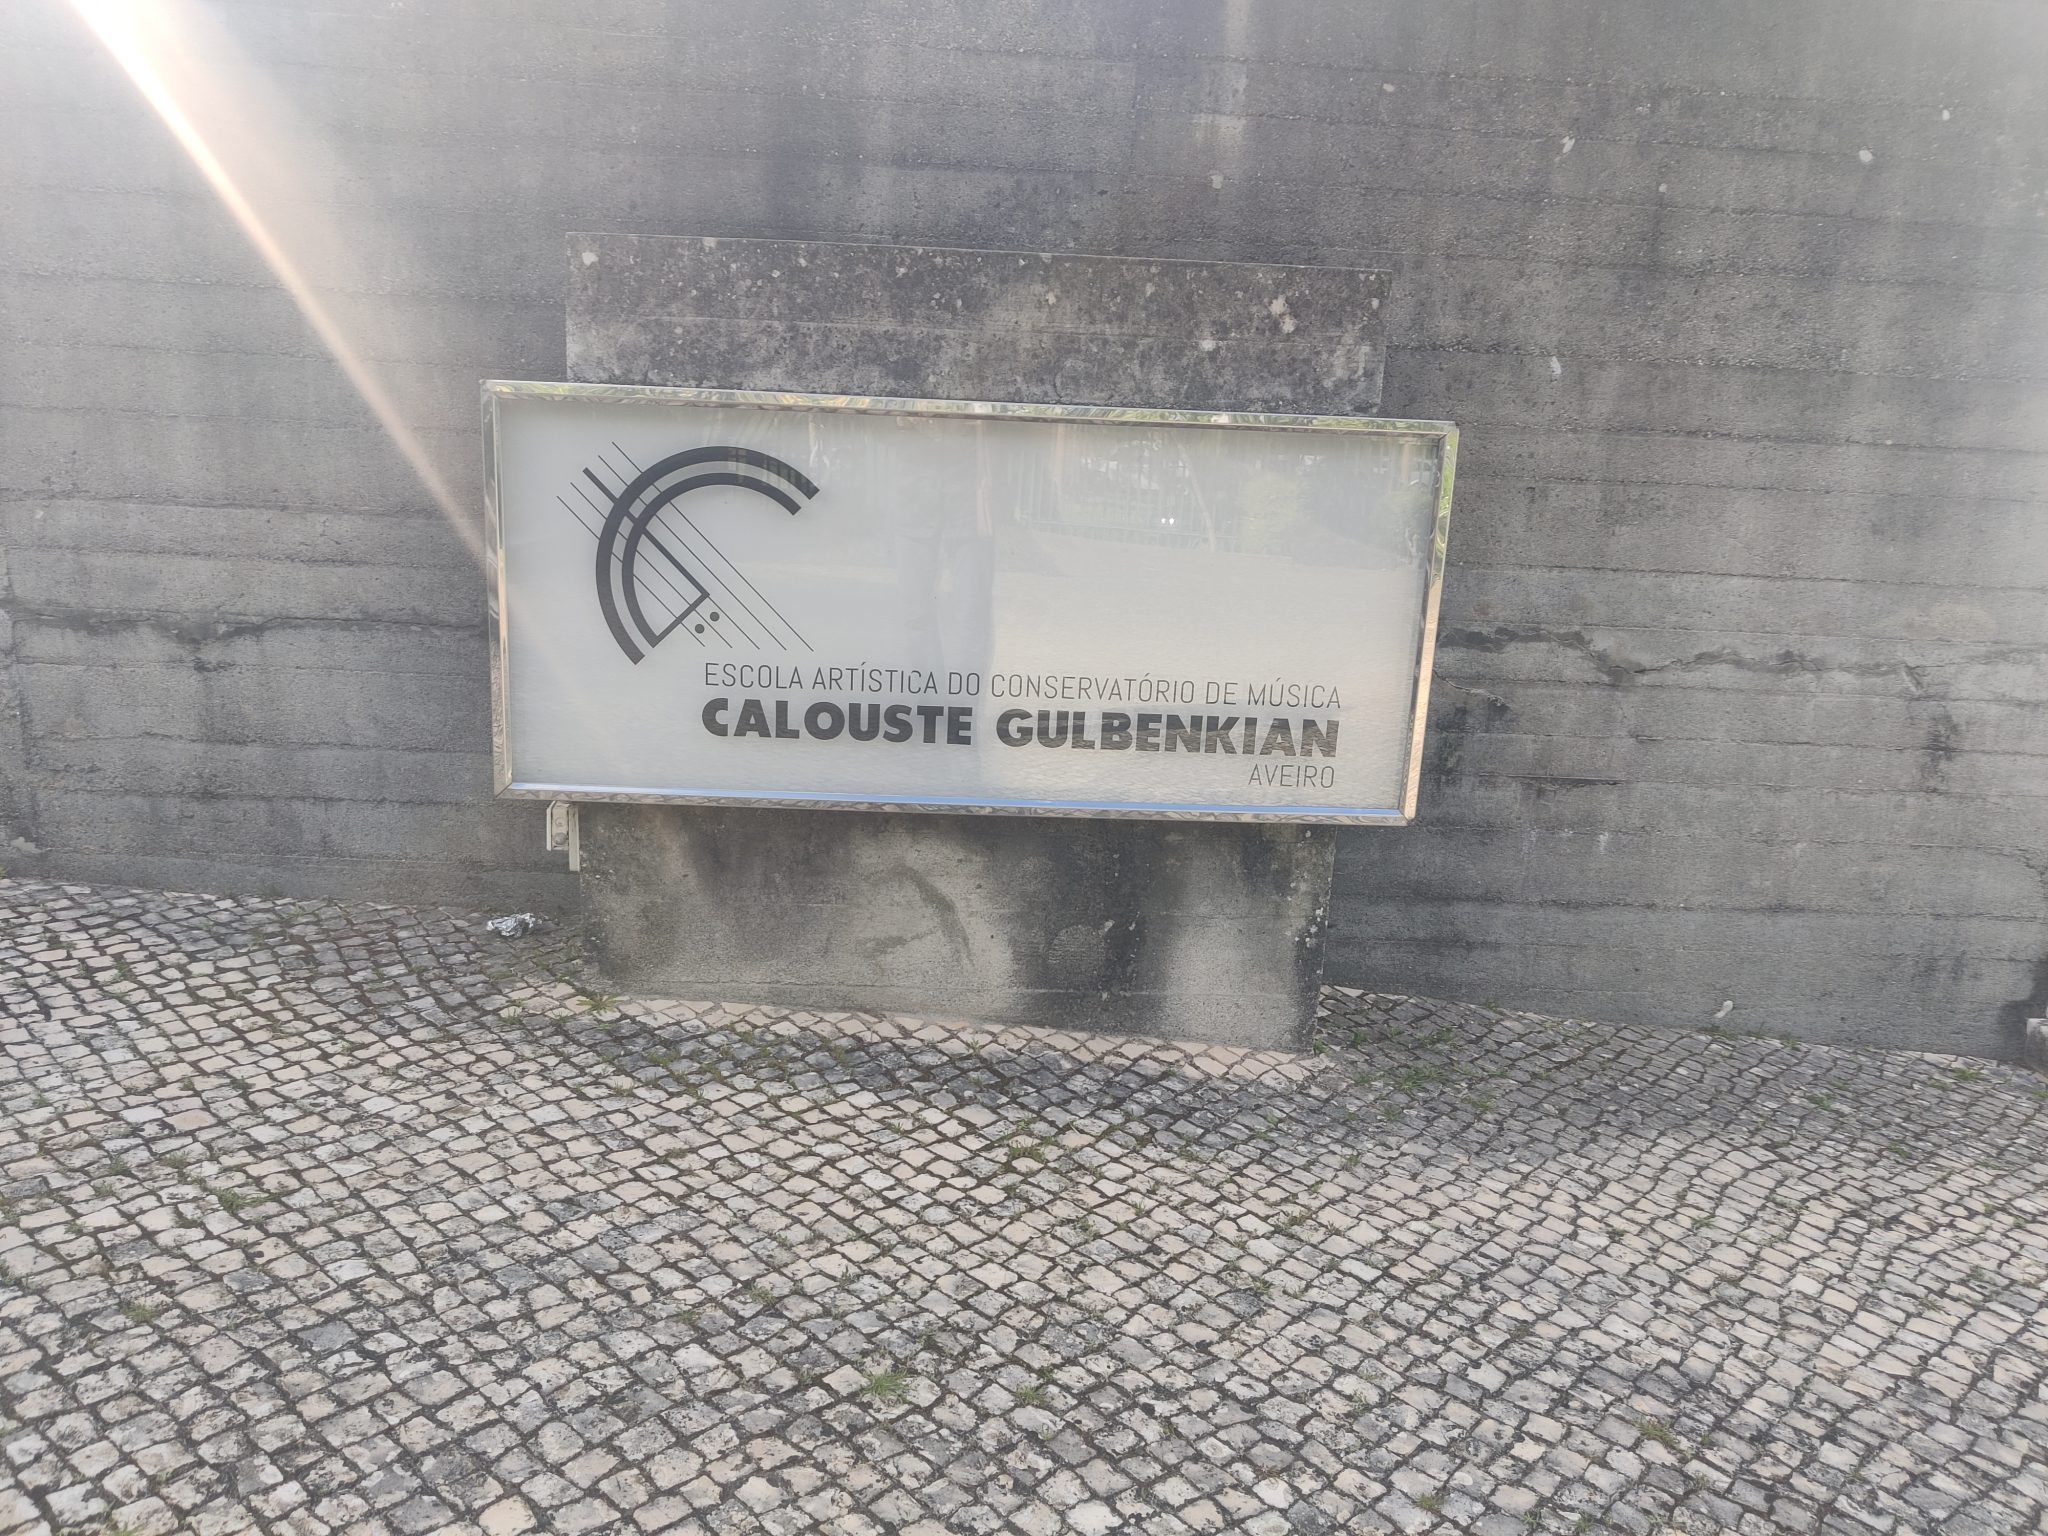 ESCOLA ARTÍSTICA DO CONSERVATÓRIO DE MÚSICA
CALOUSTE GULBENKIAN
AVEIRO